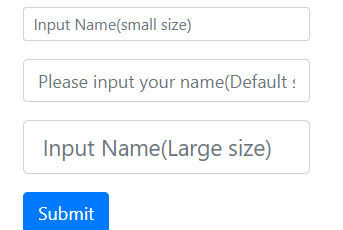 Input Name(small size)
Please input your name(Default s
Input Name(Large size)
Submit